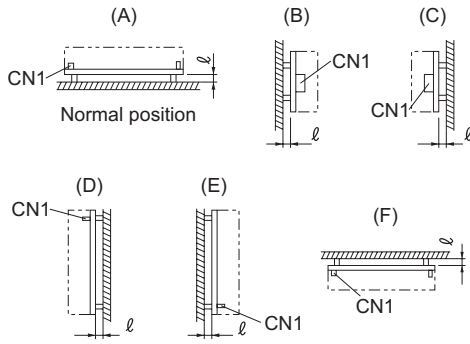 (A)
ℓ
CN1
Normal position
(B)
CN1
ℓ
(C)
CN1
ℓ
(D)
CN1
ℓ
(E)
CN1
ℓ
(F)
ℓ
CN1